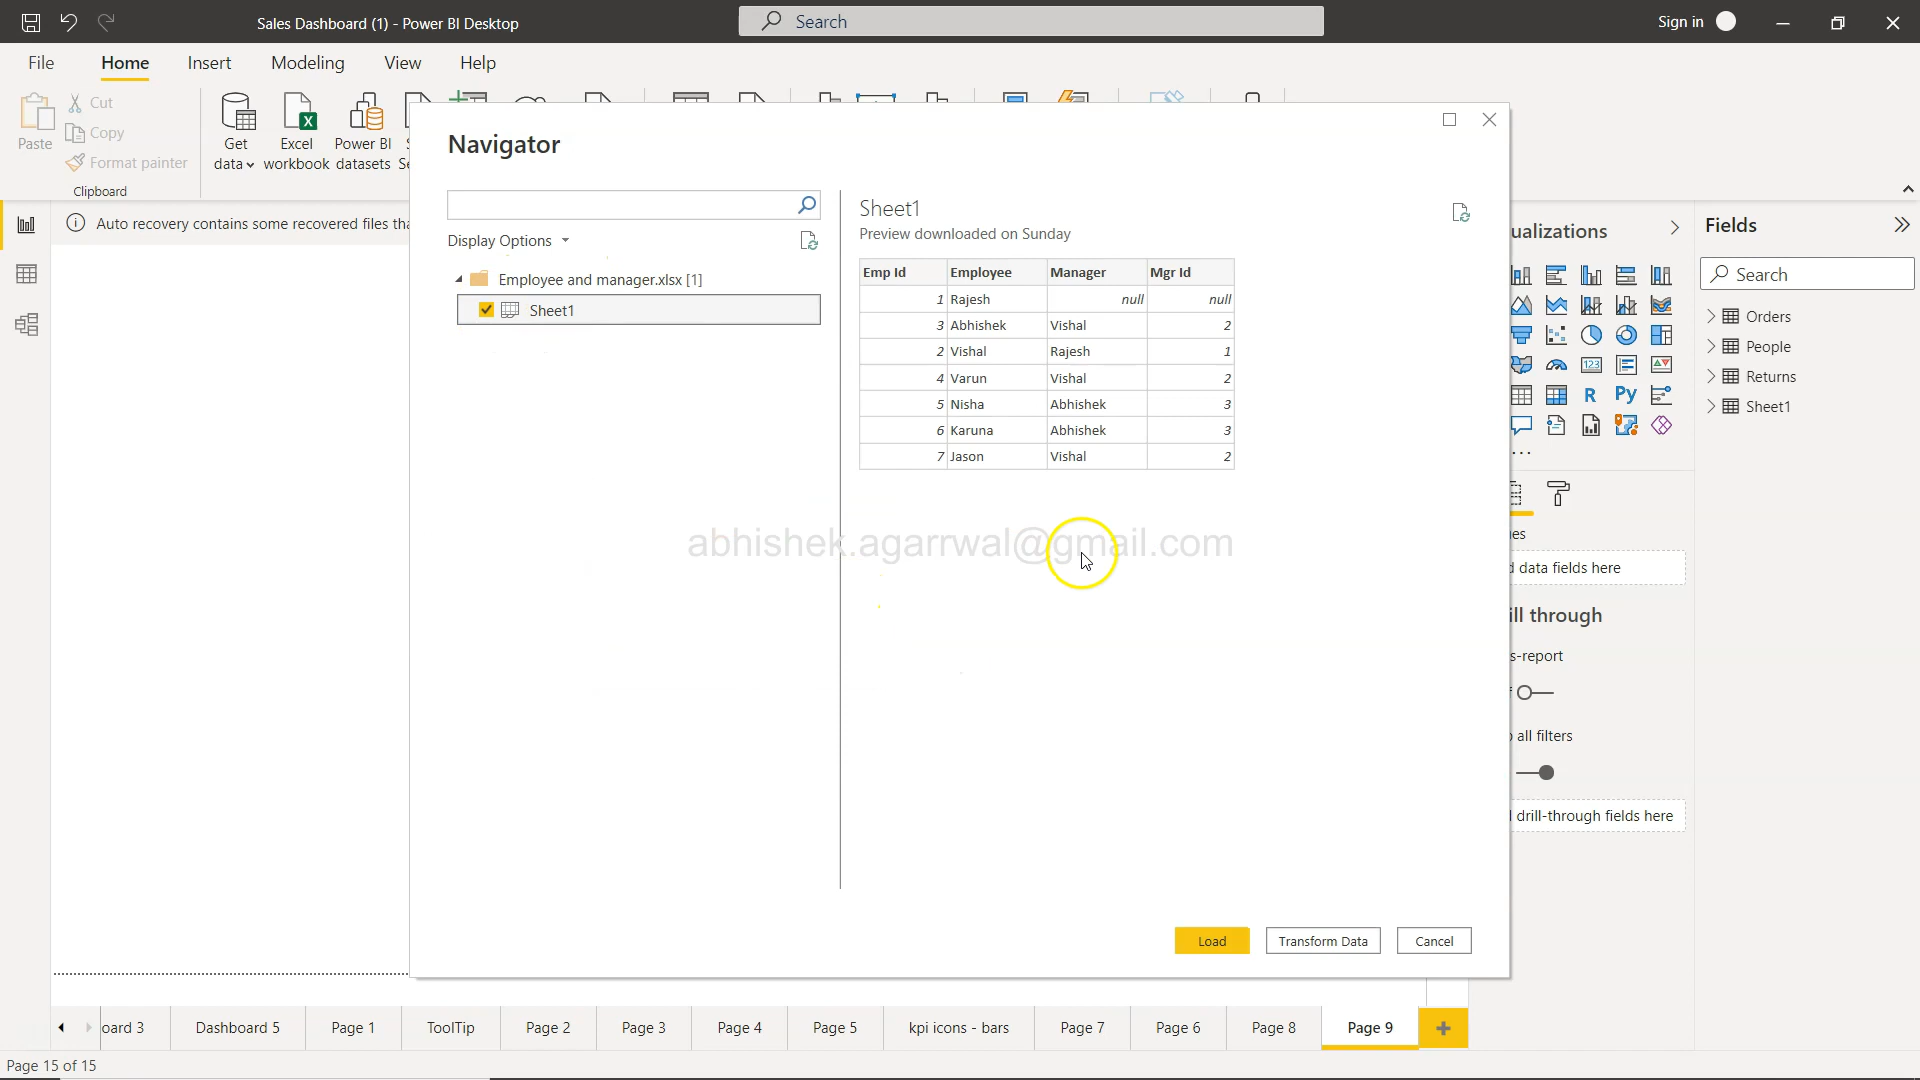 Sales Dashboard (1) - Power BI Desktop
Search
Sign in
File Home Insert Modeling View Help
Paste
Cut
Copy
Format painter
Clipboard
Get data
Excel workbook
Power BI datasets
Auto recovery contains some recovered files tha
Navigator
Display Options
Employee and manager.xlsx [1]
Sheet1
Sheet1
Preview downloaded on Sunday
Emp Id Employee Manager Mgr Id
1 Rajesh null null
3 Abhishek Vishal 2
2 Vishal Rajesh 1
4 Varun Vishal 2
5 Nisha Abhishek 3
6 Karuna Abhishek 3
7 Jason Vishal 2
abhishek.agarrwal@gmail.com
Load Transform Data Cancel
ualizations
123
R Py
es
d data fields here
ill through
s-report
all filters
drill-through fields here
Fields
Search
Orders
People
Returns
Sheet1
oard 3 Dashboard 5 Page 1 ToolTip Page 2 Page 3 Page 4 Page 5 kpi icons - bars Page 7 Page 6 Page 8 Page 9
Page 15 of 15